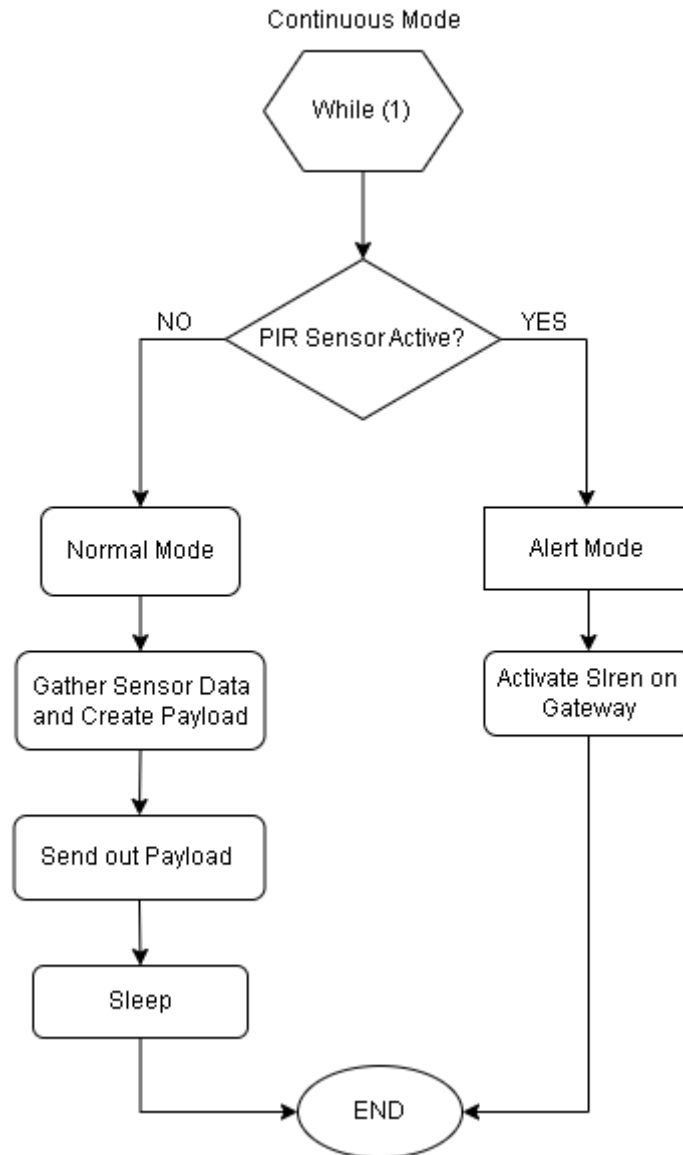 Continuous Mode
While (1)
PIR Sensor Active?
NO
YES
Normal Mode
Alert Mode
Gather Sensor Data
and Create Payload
Activate SIren on
Gateway
Send out Payload
Sleep
END